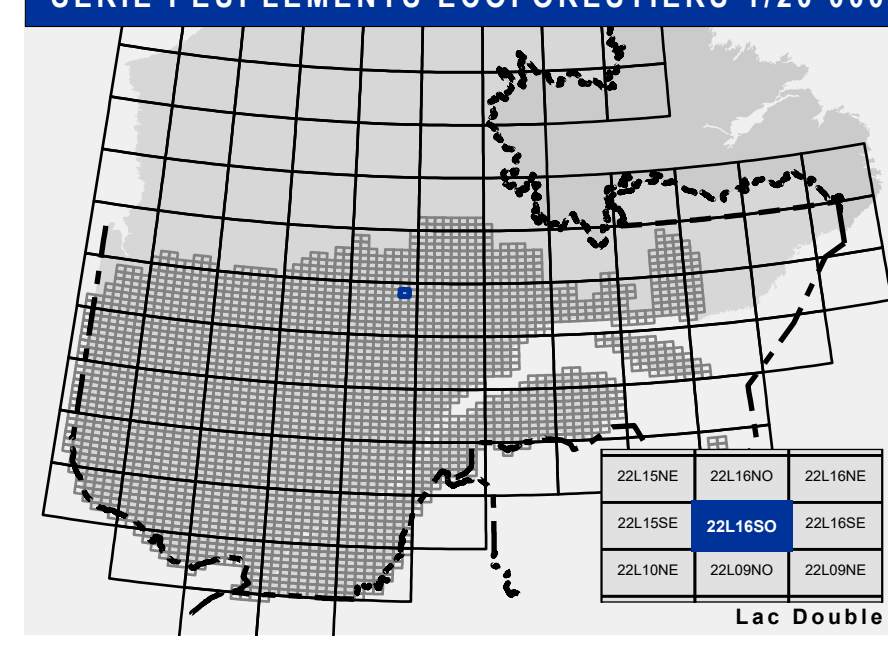 SÉRIE PEUPLEMENTS ÉCOFORESTIERS 1/20 000
22L15NE 22L16NO 22L16NE
22L15SE 22L16SO 22L16SE
22L10NE 22L09NO 22L09NE
Lac Double